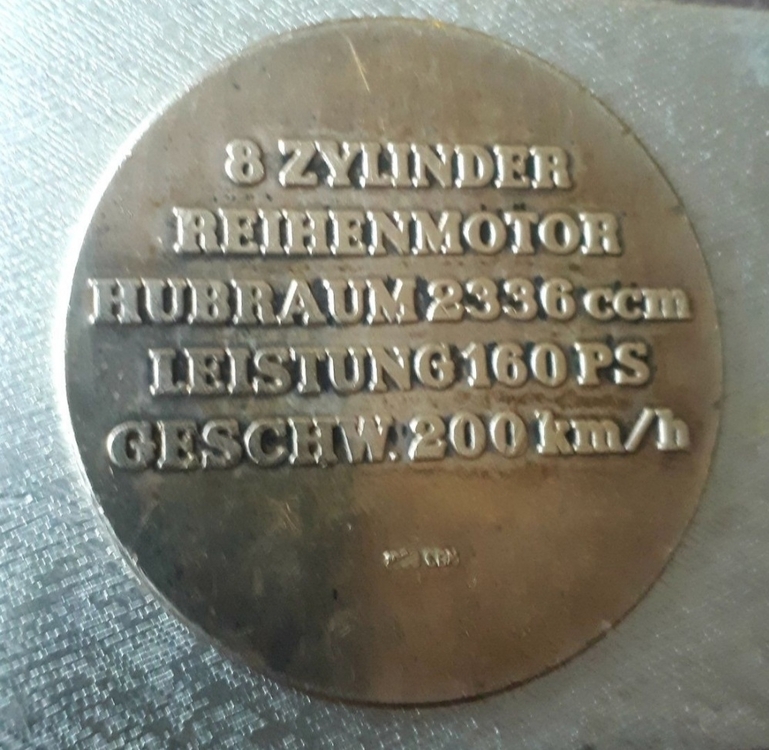 8 ZYLINDER
REIHENMOTOR
HUBRAUM 2336 ccm
LEISTUNG 160 PS
GESCHW. 200 km/h